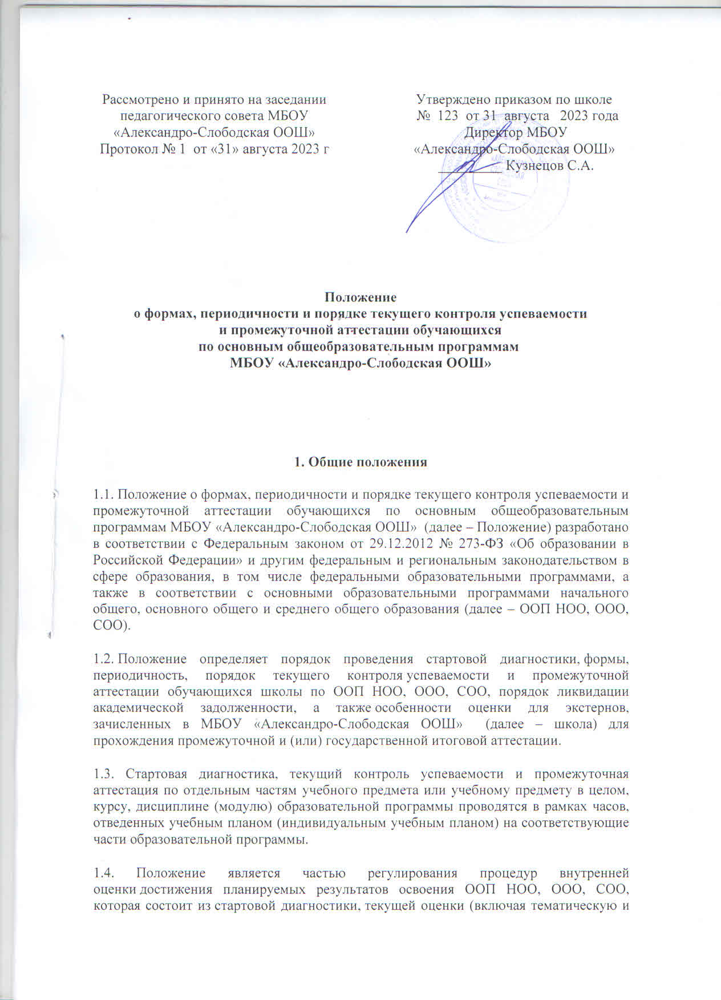 Рассмотрено и принято на заседании
педагогического совета МБОУ
«Александро-Слободская ООШ»
Протокол № 1 от «31» августа 2023 г
Утверждено приказом по школе
№ 123 от 31 августа 2023 года
Директор МБОУ
«Александро-Слободская ООШ»
Кузнецов С.А.
Положение
о формах, периодичности и порядке текущего контроля успеваемости
и промежуточной аттестации обучающихся
по основным общеобразовательным программам
МБОУ «Александро-Слободская ООШ»
1. Общие положения
1.1. Положение о формах, периодичности и порядке текущего контроля успеваемости и
промежуточной аттестации обучающихся по основным общеобразовательным
программам МБОУ «Александро-Слободская ООШ» (далее – Положение) разработано
в соответствии с Федеральным законом от 29.12.2012 № 273-ФЗ «Об образовании в
Российской Федерации» и другим федеральным и региональным законодательством в
сфере образования, в том числе федеральными образовательными программами, а
также в соответствии с основными образовательными программами начального
общего, основного общего и среднего общего образования (далее – ООП НОО, ООО,
СОО).
1.2. Положение определяет порядок проведения стартовой диагностики, формы,
периодичность, порядок текущего контроля успеваемости и промежуточной
аттестации обучающихся школы по ООП НОО, ООО, СОО, порядок ликвидации
академической задолженности, а также особенности оценки для экстернов,
зачисленных в МБОУ «Александро-Слободская ООШ» (далее – школа) для
прохождения промежуточной и (или) государственной итоговой аттестации.
1.3. Стартовая диагностика, текущий контроль успеваемости и промежуточная
аттестация по отдельным частям учебного предмета или учебному предмету в целом,
курсу, дисциплине (модулю) образовательной программы проводятся в рамках часов,
отведенных учебным планом (индивидуальным учебным планом) на соответствующие
части образовательной программы.
1.4. Положение является частью регулирования процедур внутренней
оценки достижения планируемых результатов освоения ООП НОО, ООО, СОО,
которая состоит из стартовой диагностики, текущей оценки (включая тематическую и